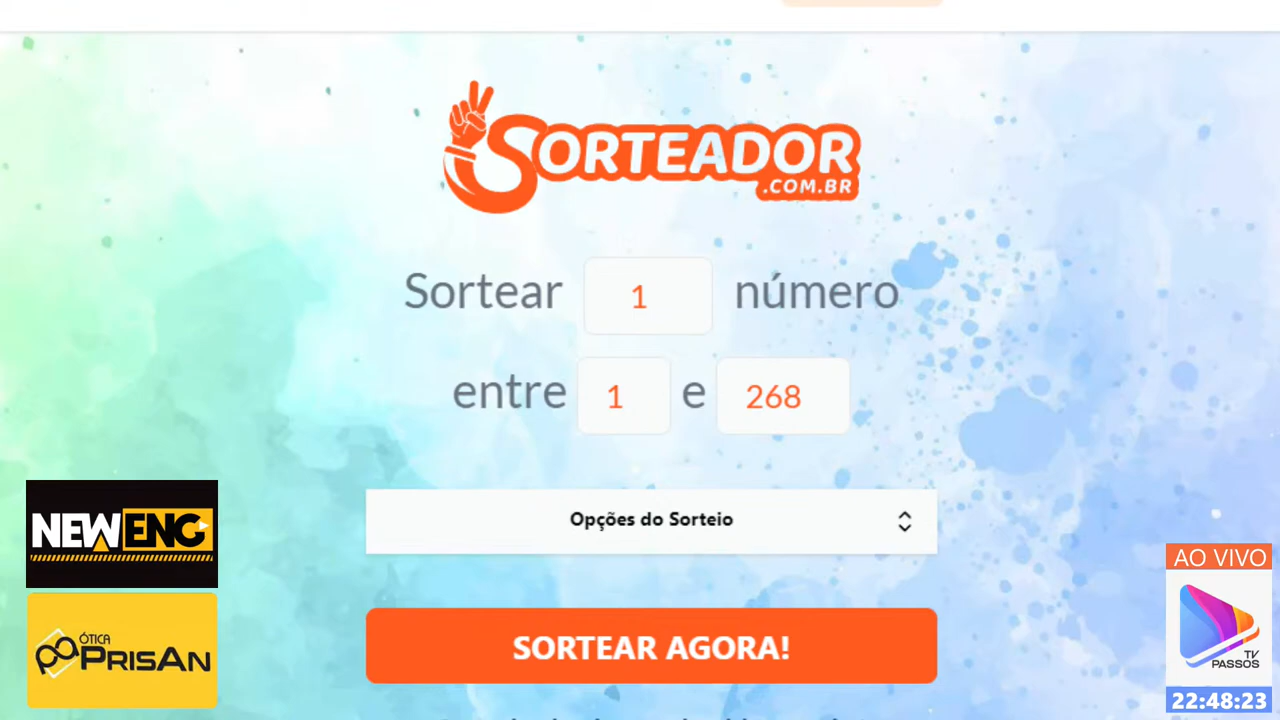 SORTEADOR
.COM.BR
Sortear 1 número
entre 1 e 268
Opções do Sorteio
SORTEAR AGORA!
NEWENG
ÓTICA
PRISAN
AO VIVO
TV
PASSOS
22:48:23